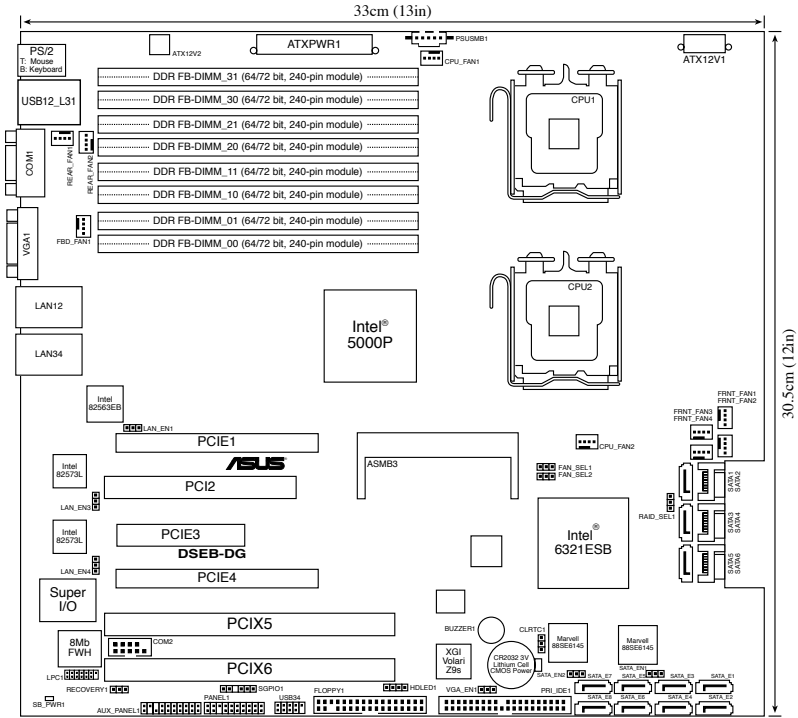 33cm (13in)
PS/2
T: Mouse
B: Keyboard
ATX12V2
ATXPWR1
PSUSMB1
CPU_FAN1
ATX12V1
USB12_L31
DDR FB-DIMM_31 (64/72 bit, 240-pin module)
DDR FB-DIMM_30 (64/72 bit, 240-pin module)
DDR FB-DIMM_21 (64/72 bit, 240-pin module)
DDR FB-DIMM_20 (64/72 bit, 240-pin module)
DDR FB-DIMM_11 (64/72 bit, 240-pin module)
DDR FB-DIMM_10 (64/72 bit, 240-pin module)
DDR FB-DIMM_01 (64/72 bit, 240-pin module)
DDR FB-DIMM_00 (64/72 bit, 240-pin module)
CPU1
COM1
REAR_FAN1
REAR_FAN2
VGA1
FBD_FAN1
LAN12
LAN34
Intel®
5000P
CPU2
30.5cm (12in)
Intel
82563EB
LAN_EN1
PCIE1
ASUS
PCI2
Intel
82573L
LAN_EN3
PCIE3
DSEB-DG
Intel
82573L
LAN_EN4
PCIE4
ASMB3
CPU_FAN2
FAN_SEL1
FAN_SEL2
FRNT_FAN1
FRNT_FAN2
FRNT_FAN3
FRNT_FAN4
SATA1
SATA2
SATA3
SATA4
SATA5
SATA6
RAID_SEL1
Intel®
6321ESB
Super
I/O
PCIX5
8Mb
FWH
COM2
LPC1
PCIX6
BUZZER1
CLRTC1
Marvell
88SE6145
Marvell
88SE6145
XGI
Volari
Z9s
CR2032 3V
Lithium Cell
CMOS Power
SATA_EN2
SATA_EN1
SATA_E7
SATA_E5
SATA_E3
SATA_E1
RECOVERY1
SGPIO1
HDLED1
VGA_EN1
PRI_IDE1
SB_PWR1
AUX_PANEL1
PANEL1
USB34
FLOPPY1
SATA_E8
SATA_E6
SATA_E4
SATA_E2